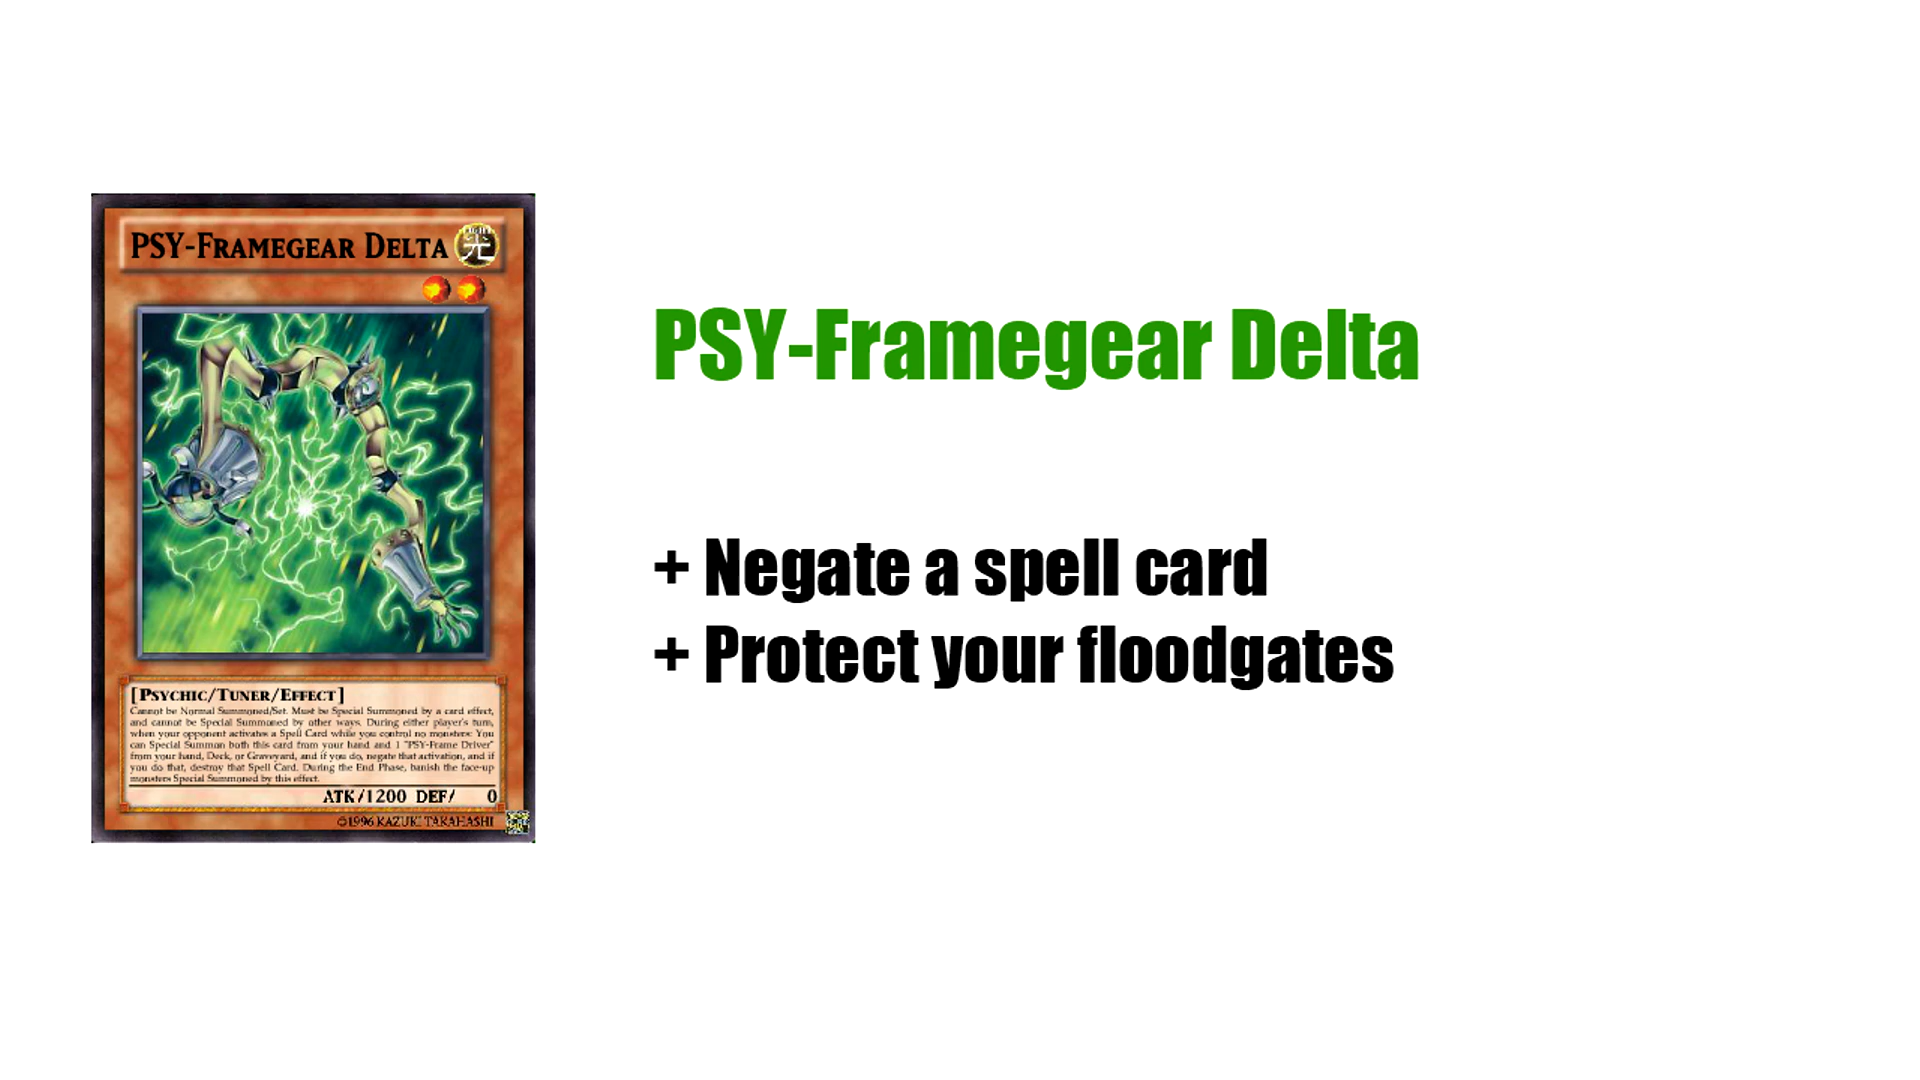 PSY-Framegear Delta
LIGHT
光
[Psychic/Tuner/Effect]
Cannot be Normal Summoned/Set. Must be Special Summoned by a card effect,
and cannot be Special Summoned by other ways. During either player's turn,
when your opponent activates a Spell Card while you control no monsters: You
can Special Summon both this card from your hand and 1 "PSY-Frame Driver"
from your hand, Deck, or Graveyard, and if you do, negate that activation, and if
you do that, destroy that Spell Card. During the End Phase, banish the face-up
monsters Special Summoned by this effect.
ATK/1200 DEF/ 0
©1996 KAZUKI TAKAHASHI
PSY-Framegear Delta
+ Negate a spell card
+ Protect your floodgates